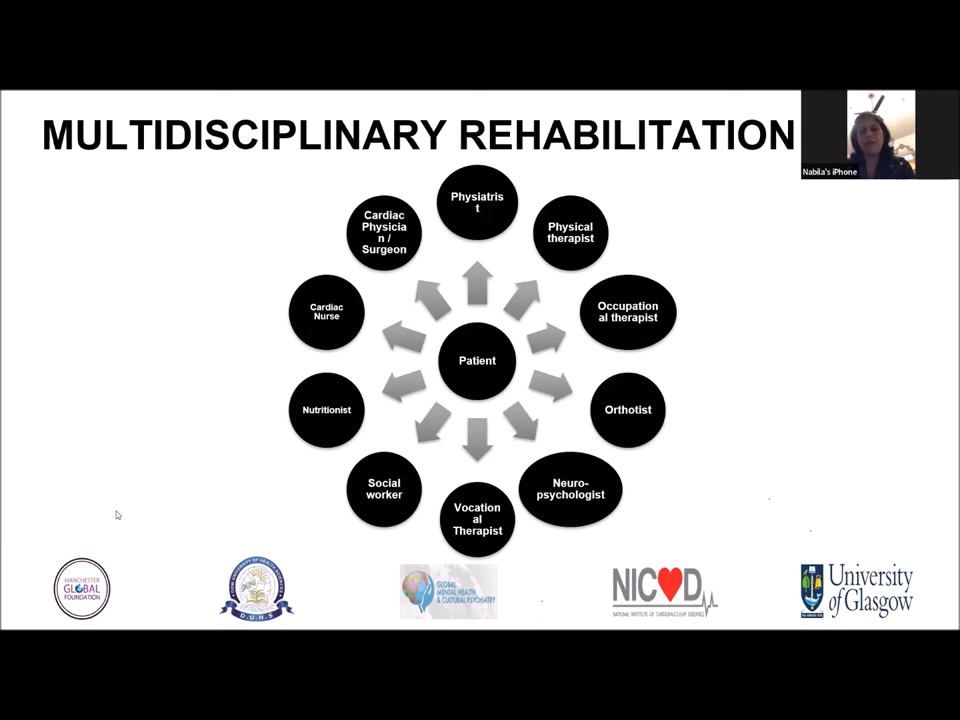 MULTIDISCIPLINARY REHABILITATION
Nabila's iPhone
Physiatris
t
Physical
therapist
Occupation
al therapist
Orthotist
Neuro-
psychologist
Vocation
al
Therapist
Social
worker
Nutritionist
Cardiac
Nurse
Cardiac
Physicia
n /
Surgeon
Patient
MANCHESTER
GLOBAL
FOUNDATION
D.U.H.S
GLOBAL
MENTAL HEALTH
& CULTURAL PSYCHIATRY
NICVD
NATIONAL INSTITUTE OF CARDIOVASCULAR DISEASES
University
of Glasgow